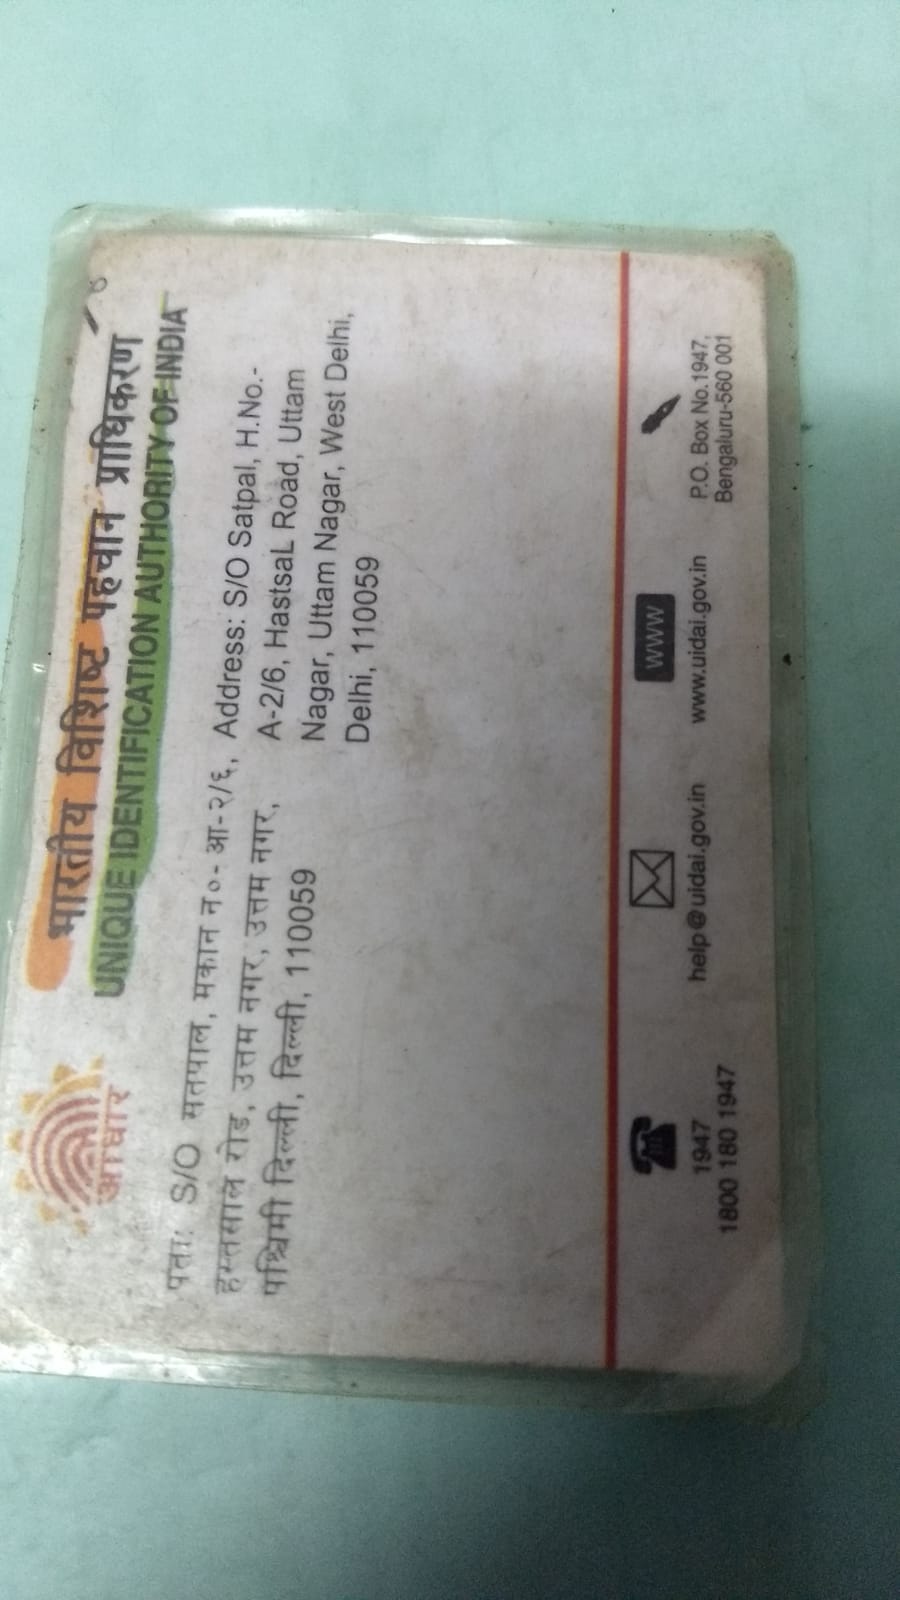 भारतीय विशिष्ट पहचान प्राधिकरण
UNIQUE IDENTIFICATION AUTHORITY OF INDIA
आधार
पता: S/O सतपाल, मकान न०- आ-२/६,
हस्तसाल रोड, उत्तम नगर, उत्तम नगर,
पश्चिमी दिल्ली, दिल्ली, 110059
Address: S/O Satpal, H.No.-
A-2/6, HastsaL Road, Uttam
Nagar, Uttam Nagar, West Delhi,
Delhi, 110059
1947
1800 180 1947
help@uidai.gov.in
WWW
www.uidai.gov.in
P.O. Box No.1947,
Bengaluru-560 001